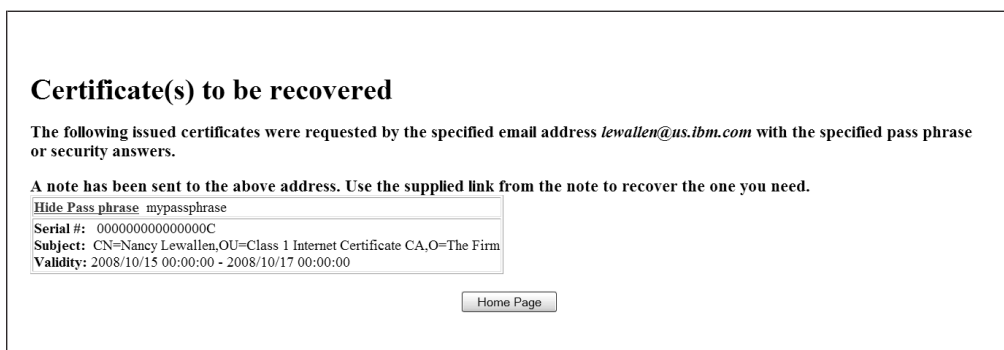 Certificate(s) to be recovered
The following issued certificates were requested by the specified email address lewallen@us.ibm.com with the specified pass phrase
or security answers.
A note has been sent to the above address. Use the supplied link from the note to recover the one you need.
Hide Pass phrase mypassphrase
Serial #: 000000000000000C
Subject: CN=Nancy Lewallen,OU=Class 1 Internet Certificate CA,O=The Firm
Validity: 2008/10/15 00:00:00 - 2008/10/17 00:00:00
Home Page